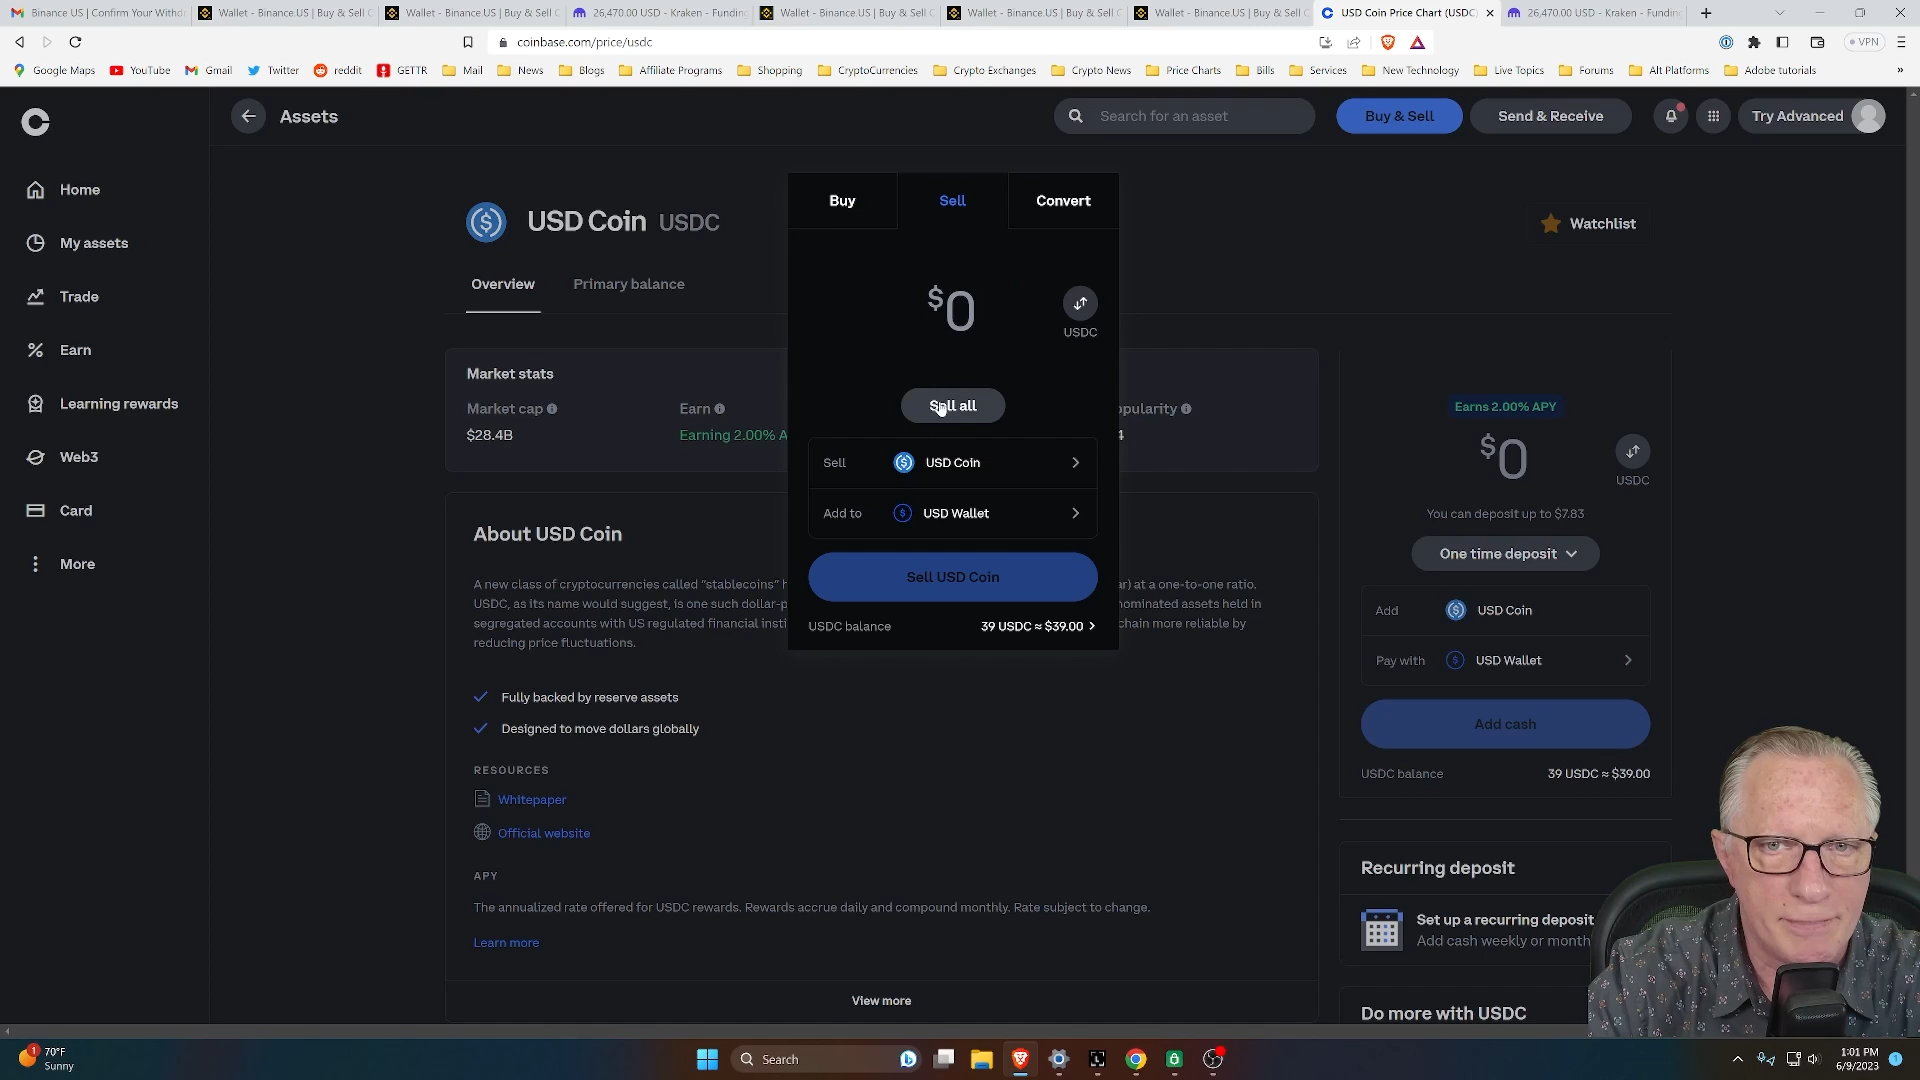 Binance US | Confirm Your Withdr
Wallet - Binance.US | Buy & Sell C
Wallet - Binance.US | Buy & Sell C
26,470.00 USD - Kraken - Funding
Wallet - Binance.US | Buy & Sell C
Wallet - Binance.US | Buy & Sell C
Wallet - Binance.US | Buy & Sell C
USD Coin Price Chart (USDC)
26,470.00 USD - Kraken - Funding
coinbase.com/price/usdc
VPN
Google Maps
YouTube
Gmail
Twitter
reddit
GETTR
Mail
News
Blogs
Affiliate Programs
Shopping
CryptoCurrencies
Crypto Exchanges
Crypto News
Price Charts
Bills
Services
New Technology
Live Topics
Forums
Alt Platforms
Adobe tutorials
»
Assets
Search for an asset
Buy & Sell
Send & Receive
Try Advanced
Home
My assets
Trade
Earn
Learning rewards
Web3
Card
More
USD Coin USDC
Watchlist
Overview
Primary balance
Buy
Sell
Convert
$0
USDC
Sell all
Sell
USD Coin
Add to
USD Wallet
Sell USD Coin
USDC balance
39 USDC ≈ $39.00
Market stats
Market cap
$28.4B
Earn
Earning 2.00% A
opularity
4
About USD Coin
A new class of cryptocurrencies called "stablecoins" h
ar) at a one-to-one ratio.
USDC, as its name would suggest, is one such dollar-p
nominated assets held in
segregated accounts with US regulated financial insti
chain more reliable by
reducing price fluctuations.
Fully backed by reserve assets
Designed to move dollars globally
RESOURCES
Whitepaper
Official website
APY
The annualized rate offered for USDC rewards. Rewards accrue daily and compound monthly. Rate subject to change.
Learn more
View more
Earns 2.00% APY
$0
USDC
You can deposit up to $7.83
One time deposit
Add
USD Coin
Pay with
USD Wallet
Add cash
USDC balance
39 USDC ≈ $39.00
Recurring deposit
Set up a recurring deposit
Add cash weekly or month
Do more with USDC
1
70°F
Sunny
Search
1:01 PM
6/9/2023
1